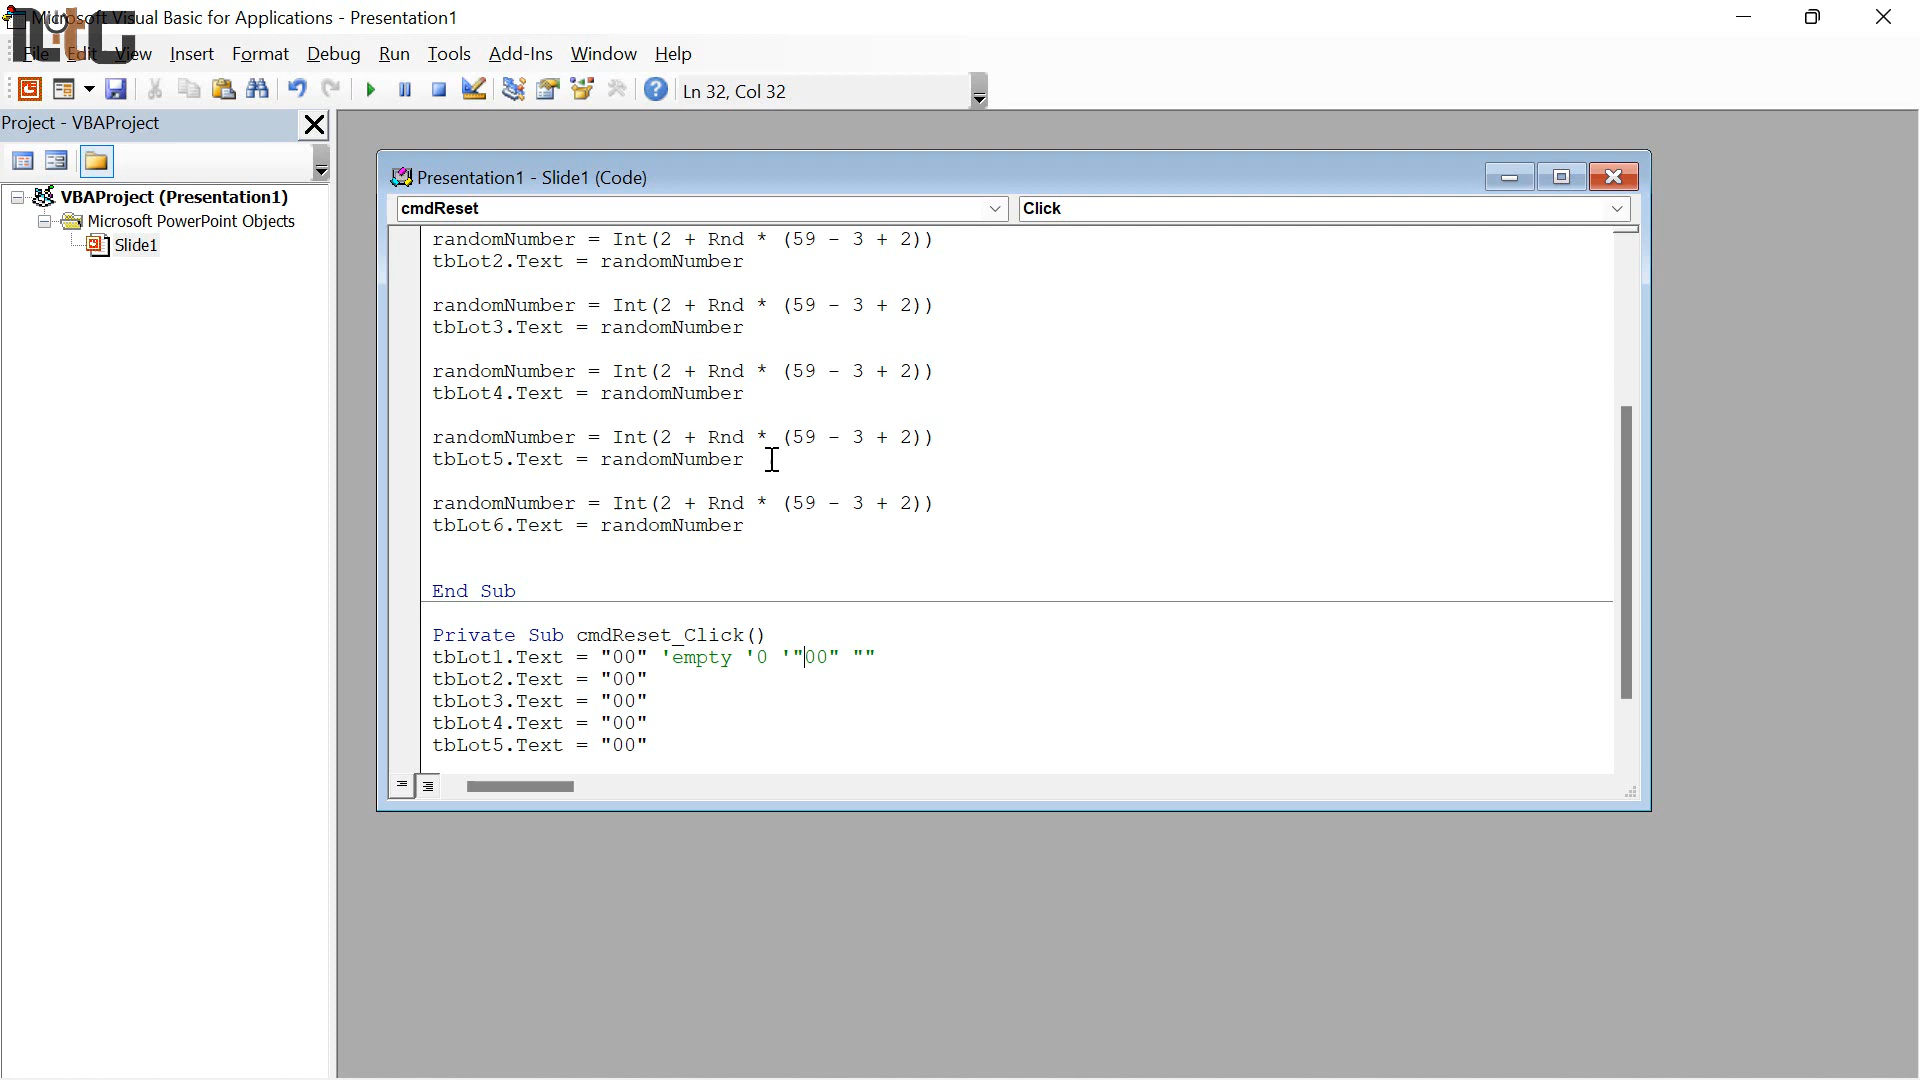 Microsoft Visual Basic for Applications - Presentation1
File Edit View Insert Format Debug Run Tools Add-Ins Window Help
Ln 32, Col 32
Project - VBAProject
VBAProject (Presentation1)
Microsoft PowerPoint Objects
Slide1
Presentation1 - Slide1 (Code)
cmdReset
Click
randomNumber = Int(2 + Rnd * (59 - 3 + 2))
tbLot2.Text = randomNumber
randomNumber = Int(2 + Rnd * (59 - 3 + 2))
tbLot3.Text = randomNumber
randomNumber = Int(2 + Rnd * (59 - 3 + 2))
tbLot4.Text = randomNumber
randomNumber = Int(2 + Rnd * (59 - 3 + 2))
tbLot5.Text = randomNumber
randomNumber = Int(2 + Rnd * (59 - 3 + 2))
tbLot6.Text = randomNumber
End Sub
Private Sub cmdReset_Click()
tbLot1.Text = "00" 'empty '0 '"00" ""
tbLot2.Text = "00"
tbLot3.Text = "00"
tbLot4.Text = "00"
tbLot5.Text = "00"